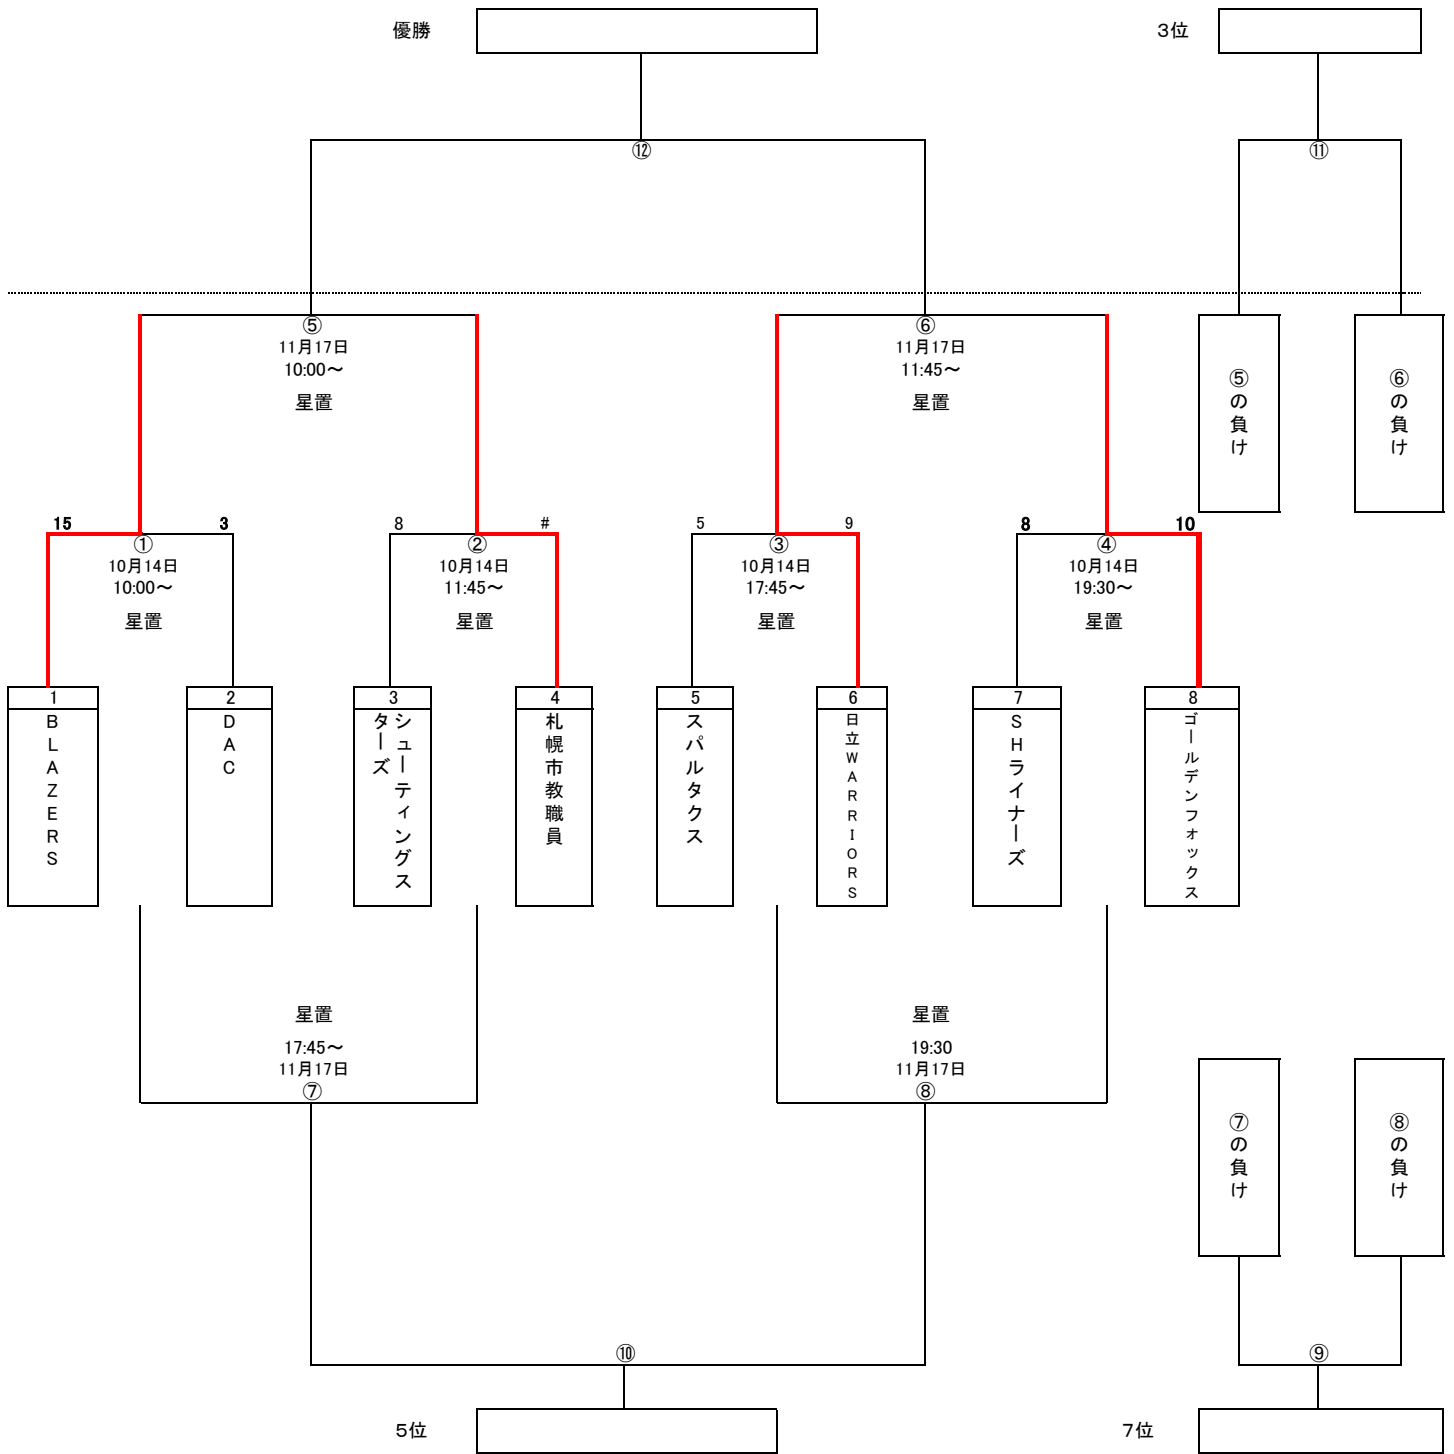 優勝
３位
⑫
⑪
⑤
11月17日
10:00～
星置
⑥
11月17日
11:45～
星置
⑤の負け
⑥の負け
15
3
①
10月14日
10:00～
星置
8
#
②
10月14日
11:45～
星置
5
9
③
10月14日
17:45～
星置
8
10
④
10月14日
19:30～
星置
1
BLAZERS
2
DAC
3
シューティングス
ターズ
4
札幌市教職員
5
スパルタクス
6
日立WARRIORS
7
SHライナーズ
8
ゴールデンフォックス
星置
17:45～
11月17日
⑦
星置
19:30
11月17日
⑧
⑦の負け
⑧の負け
⑩
⑨
５位
７位